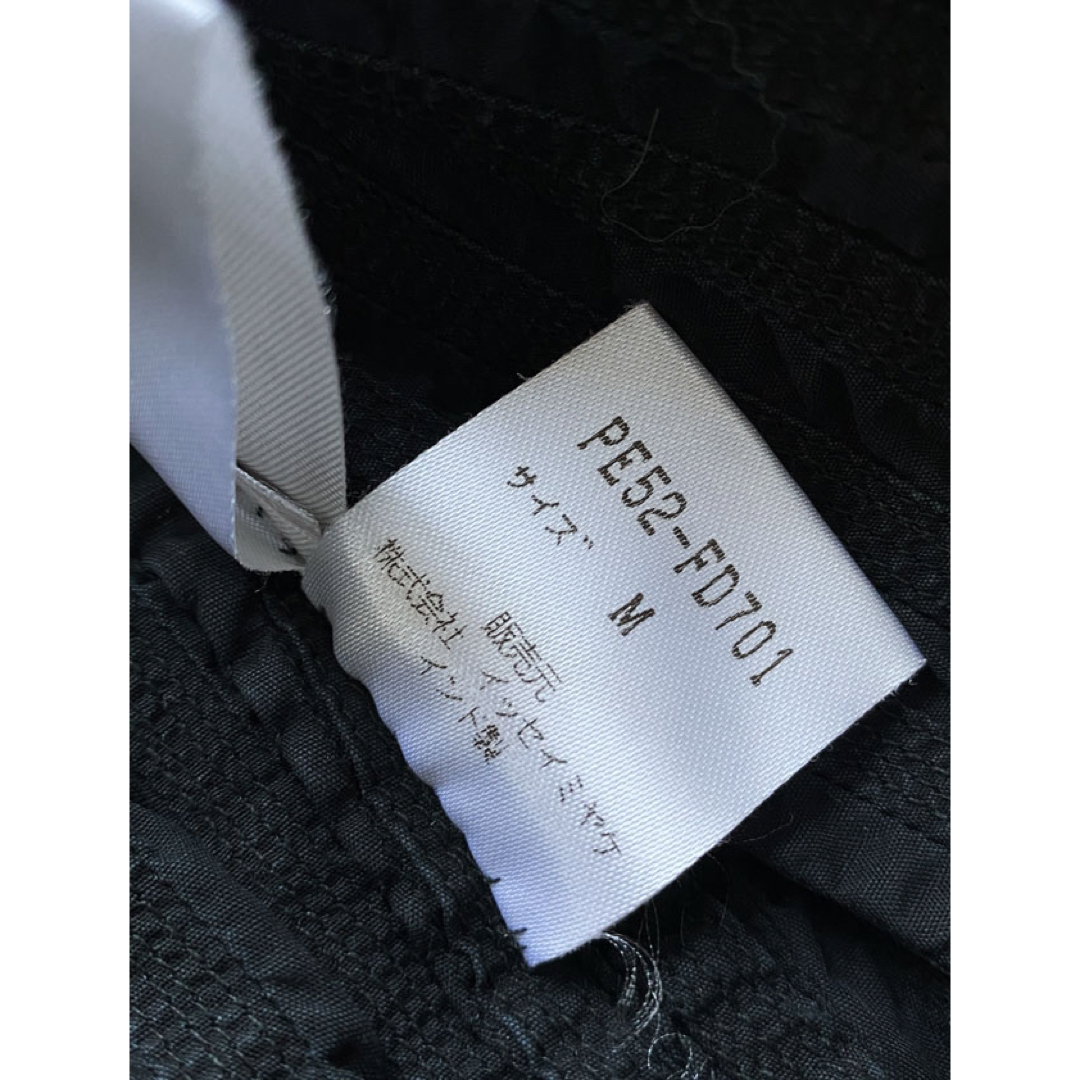 PE52-FD701
サイズ M
販売元
株式会社 イッセイミヤケ
インド製